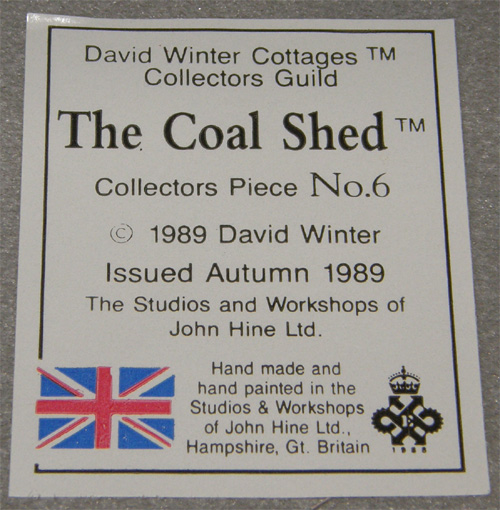 David Winter Cottages ™
Collectors Guild
The Coal Shed ™
Collectors Piece No.6
© 1989 David Winter
Issued Autumn 1989
The Studios and Workshops of
John Hine Ltd.
Hand made and
hand painted in the
Studios & Workshops
of John Hine Ltd.,
Hampshire, Gt. Britain